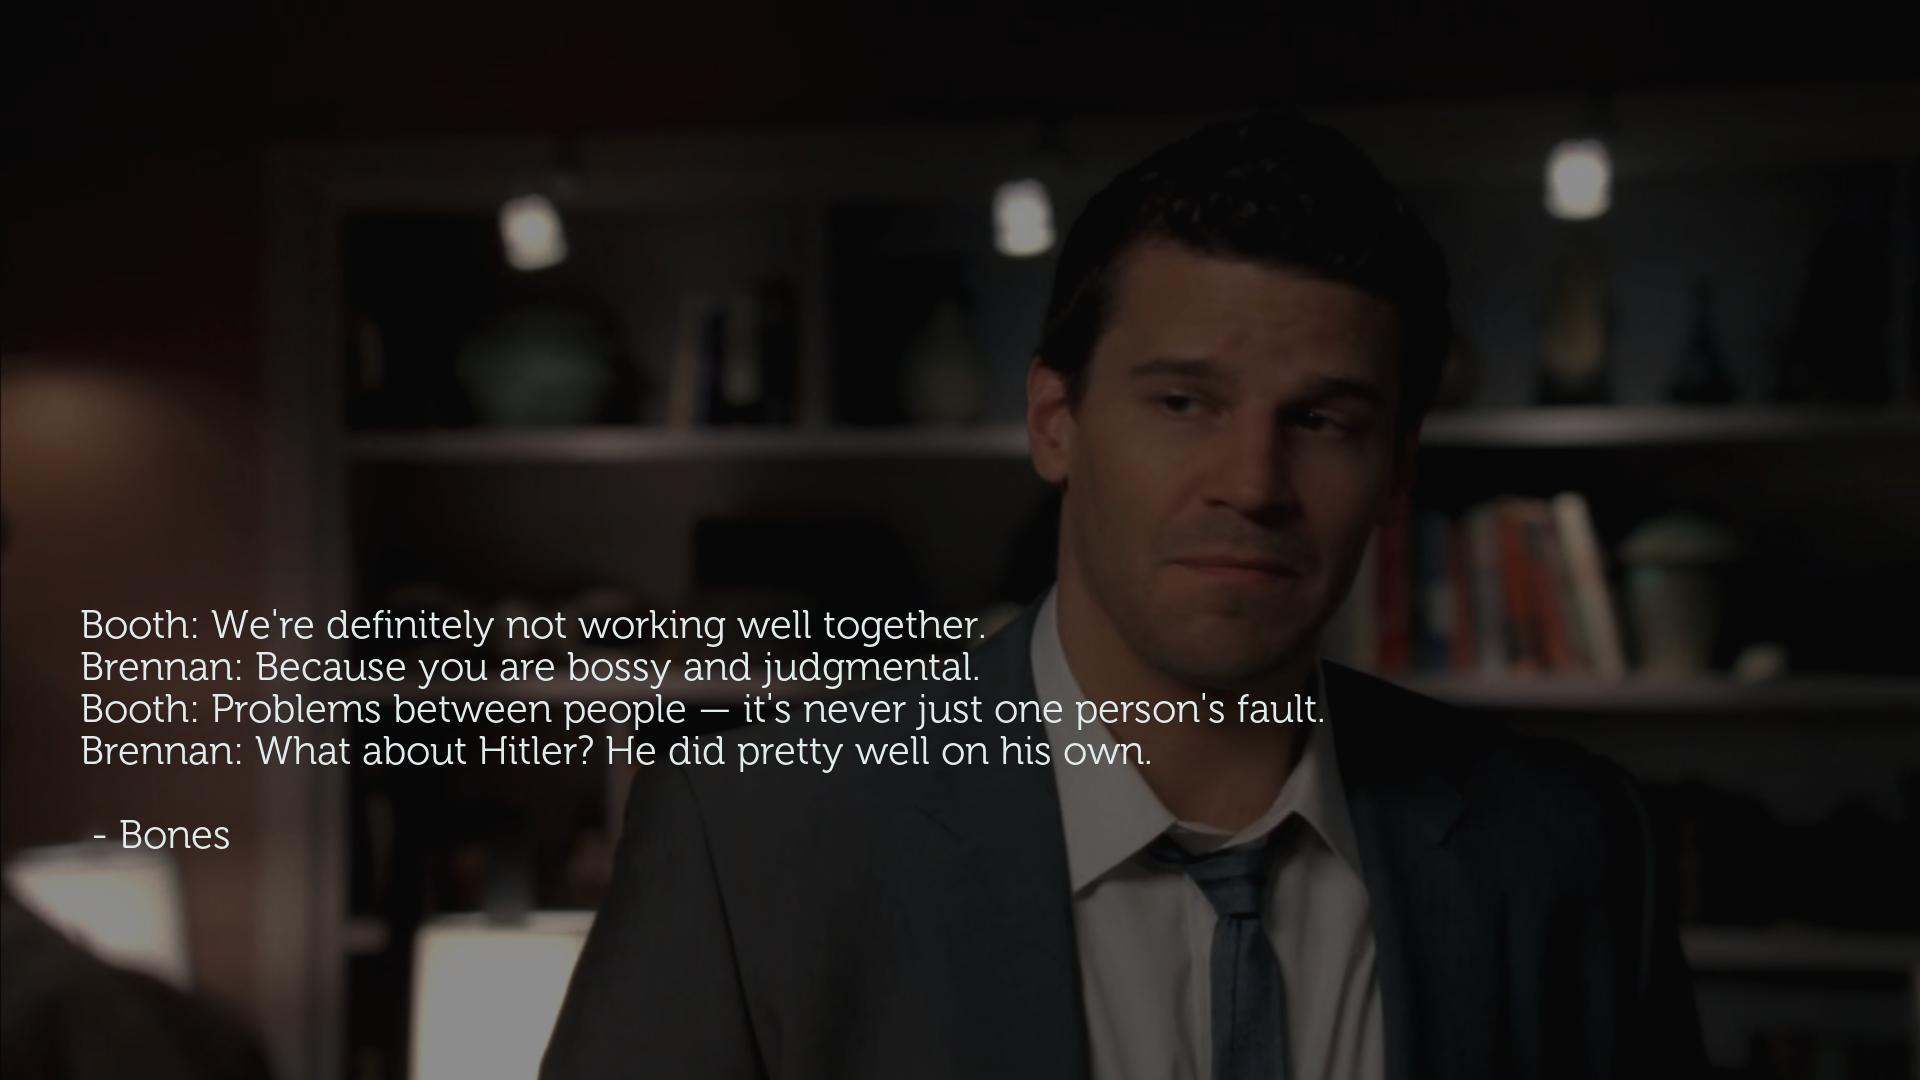 Booth: We're definitely not working well together.
Brennan: Because you are bossy and judgmental.
Booth: Problems between people — it's never just one person's fault.
Brennan: What about Hitler? He did pretty well on his own.
- Bones